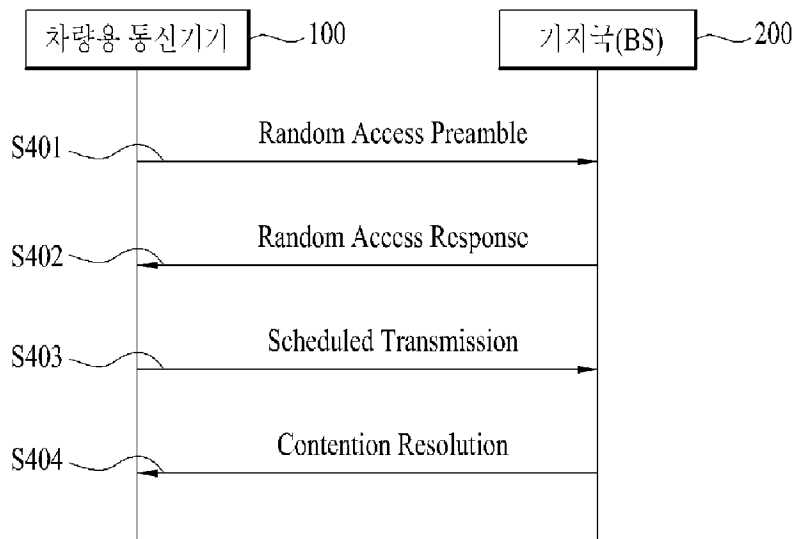 차량용 통신기기
100
기지국(BS)
200
S401
Random Access Preamble
S402
Random Access Response
S403
Scheduled Transmission
S404
Contention Resolution